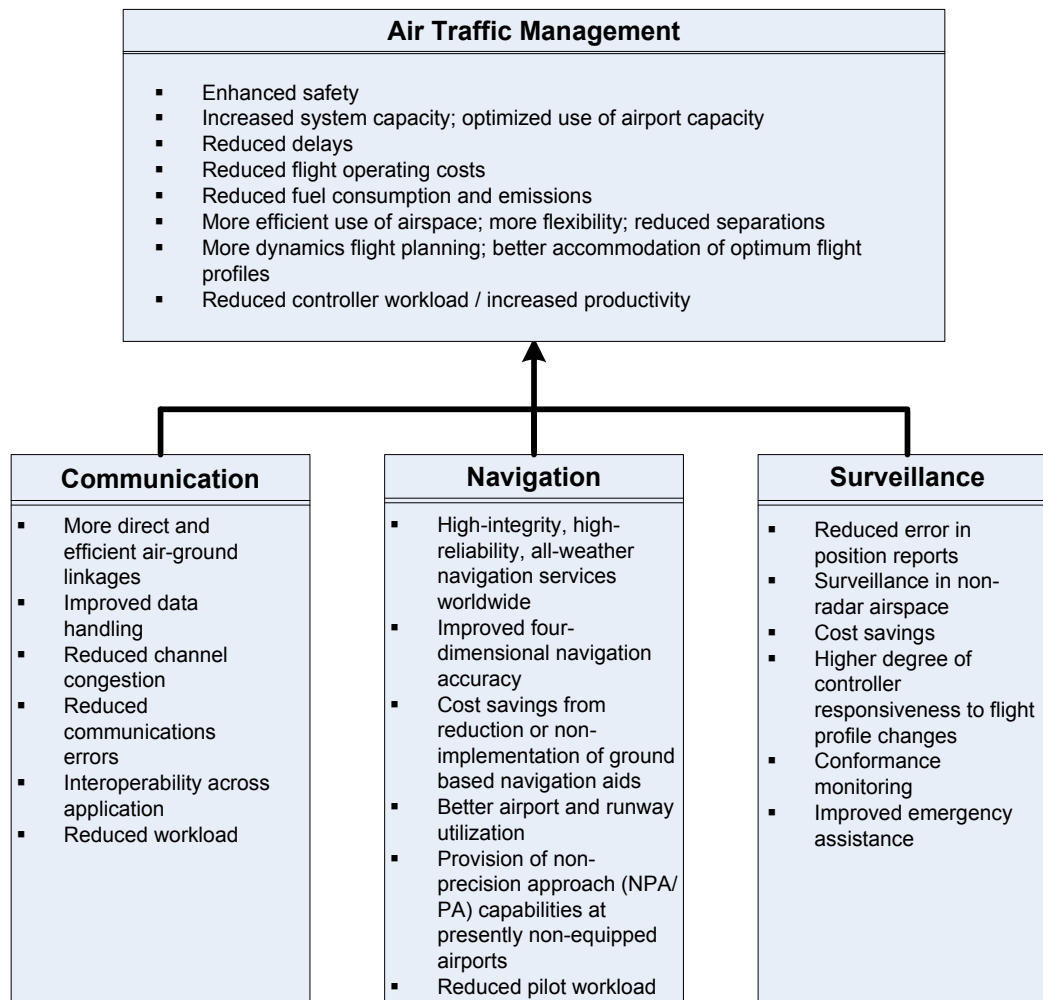 Air Traffic Management
▪ Enhanced safety
▪ Increased system capacity; optimized use of airport capacity
▪ Reduced delays
▪ Reduced flight operating costs
▪ Reduced fuel consumption and emissions
▪ More efficient use of airspace; more flexibility; reduced separations
▪ More dynamics flight planning; better accommodation of optimum flight
profiles
▪ Reduced controller workload / increased productivity
Communication
▪ More direct and
efficient air-ground
linkages
▪ Improved data
handling
▪ Reduced channel
congestion
▪ Reduced
communications
errors
▪ Interoperability across
application
▪ Reduced workload
Navigation
▪ High-integrity, high-
reliability, all-weather
navigation services
worldwide
▪ Improved four-
dimensional navigation
accuracy
▪ Cost savings from
reduction or non-
implementation of ground
based navigation aids
▪ Better airport and runway
utilization
▪ Provision of non-
precision approach (NPA/
PA) capabilities at
presently non-equipped
airports
▪ Reduced pilot workload
Surveillance
▪ Reduced error in
position reports
▪ Surveillance in non-
radar airspace
▪ Cost savings
▪ Higher degree of
controller
responsiveness to flight
profile changes
▪ Conformance
monitoring
▪ Improved emergency
assistance